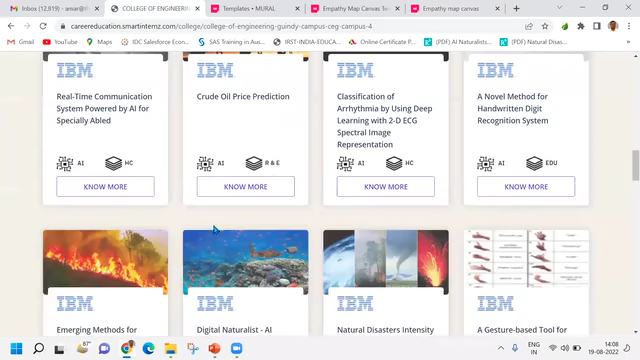 Inbox (12,819) - anwar@
COLLEGE OF ENGINEERING
Templates • MURAL
Empathy Map Canvas
Empathy map canvas
careereducation.smartinternz.com/college/college-of-engineering-guindy-campus-ceg-campus-4
Gmail
YouTube
Maps
IDC Salesforce Econ...
SAS Training in Aus...
IRST-INDIA-EDUCA...
(PDF) AI Naturalists...
(PDF) Natural Disas...
IBM
IBM
IBM
IBM
Real-Time Communication
System Powered by AI for
Specially Abled
Crude Oil Price Prediction
Classification of
Arrhythmia by Using Deep
Learning with 2-D ECG
Spectral Image
Representation
A Novel Method for
Handwritten Digit
Recognition System
AI
HC
AI
R & E
AI
HC
AI
EDU
KNOW MORE
KNOW MORE
KNOW MORE
KNOW MORE
IBM
IBM
IBM
IBM
Emerging Methods for
Digital Naturalist - AI
Natural Disasters Intensity
A Gesture-based Tool for
87°
ENG
IN
14:08
19-08-2022